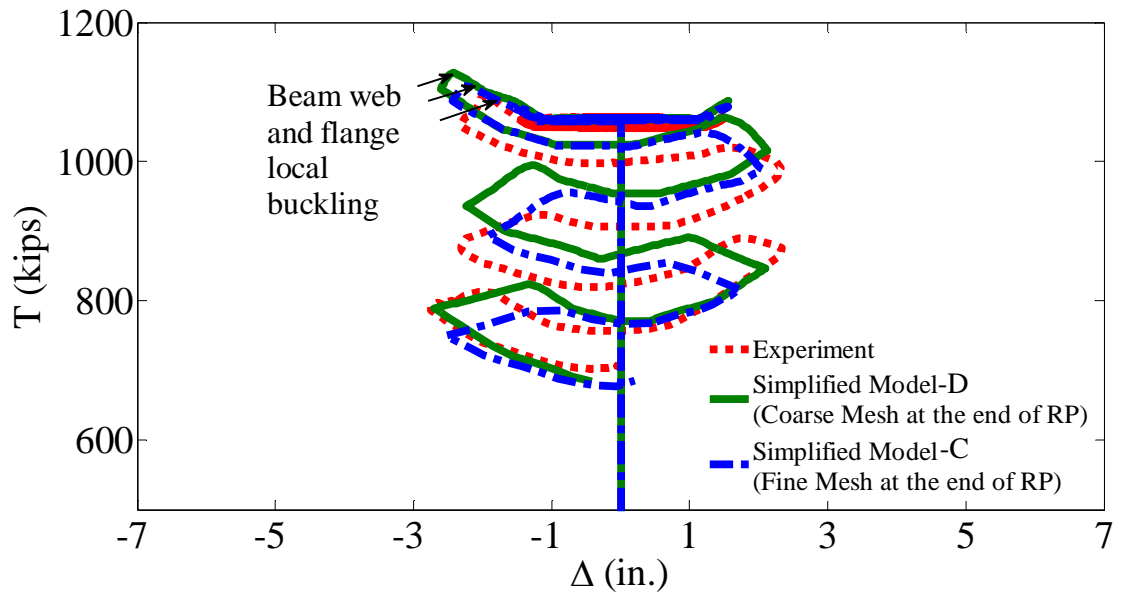 1200
1000
800
600
T (kips)
Beam web
and flange
local
buckling
Experiment
Simplified Model-D
(Coarse Mesh at the end of RP)
Simplified Model-C
(Fine Mesh at the end of RP)
-7 -5 -3 -1 1 3 5 7
Δ (in.)